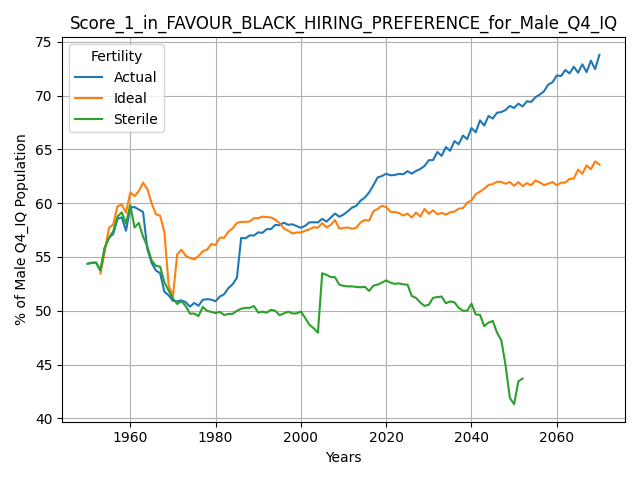 Score_1_in_FAVOUR_BLACK_HIRING_PREFERENCE_for_Male_Q4_IQ
75
70
65
60
55
50
45
40
% of Male Q4_IQ Population
Fertility
Actual
Ideal
Sterile
1960 1980 2000 2020 2040 2060
Years